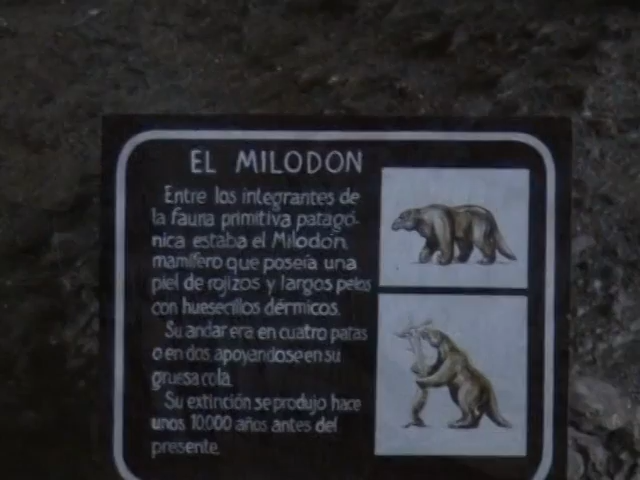 EL MILODON
Entre los integrantes de
la fauna primitiva patagó-
nica estaba el Milodón,
mamífero que poseía una
piel de rojizos y largos pelos
con huesecillos dérmicos.
Su andar era en cuatro patas
o en dos apoyandose en su
gruesa cola.
Su extinción se produjo hace
unos 10.000 años antes del
presente.